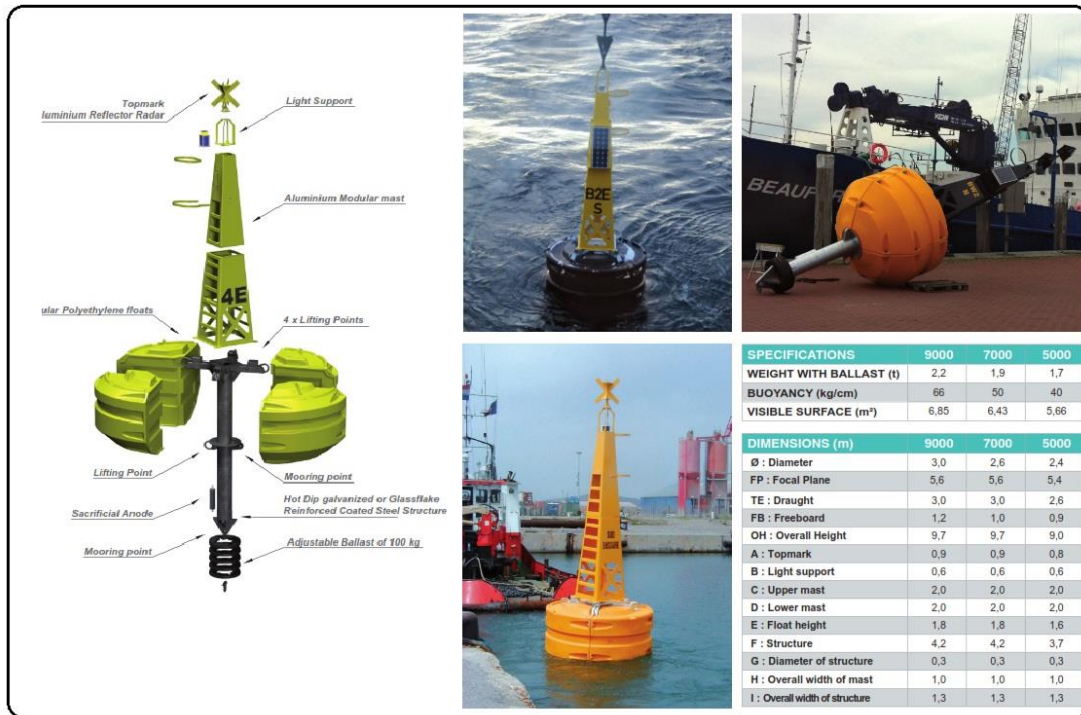 Topmark
luminium Reflector Radar
Light Support
Aluminium Modular mast
4E
ular Polyethylene floats
4 x Lifting Points
Lifting Point
Mooring point
Hot Dip galvanized or Glassflake
Reinforced Coated Steel Structure
Sacrificial Anode
Mooring point
Adjustable Ballast of 100 kg
B2E
S
BEAUFOR
SPECIFICATIONS 9000 7000 5000
WEIGHT WITH BALLAST (t) 2,2 1,9 1,7
BUOYANCY (kg/cm) 66 50 40
VISIBLE SURFACE (m²) 6,85 6,43 5,66
DIMENSIONS (m) 9000 7000 5000
Ø : Diameter 3,0 2,6 2,4
FP : Focal Plane 5,6 5,6 5,4
TE : Draught 3,0 3,0 2,6
FB : Freeboard 1,2 1,0 0,9
OH : Overall Height 9,7 9,7 9,0
A : Topmark 0,9 0,9 0,8
B : Light support 0,6 0,6 0,6
C : Upper mast 2,0 2,0 2,0
D : Lower mast 2,0 2,0 2,0
E : Float height 1,8 1,8 1,6
F : Structure 4,2 4,2 3,7
G : Diameter of structure 0,3 0,3 0,3
H : Overall width of mast 1,0 1,0 1,0
I : Overall width of structure 1,3 1,3 1,3